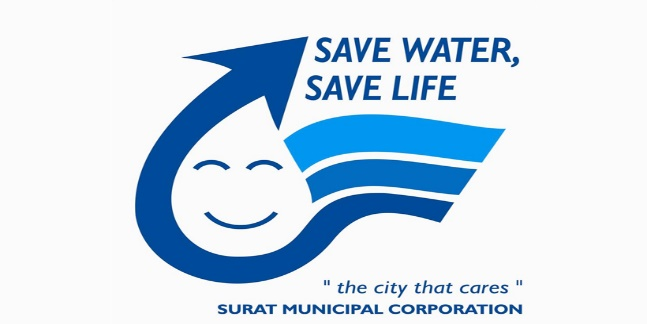 SAVE WATER,
SAVE LIFE
" the city that cares "
SURAT MUNICIPAL CORPORATION